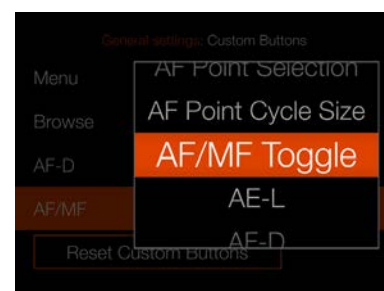 General settings: Custom Buttons
Menu
Browse
AF-D
AF/MF
Reset Custom Buttons
AF Point Selection
AF Point Cycle Size
AF/MF Toggle
AE-L
AF-D